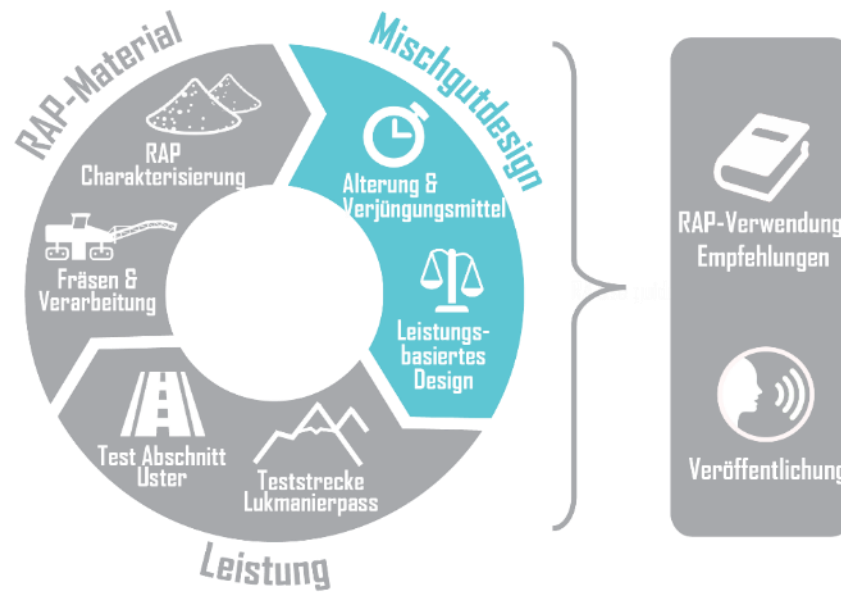 RAP-Material
RAP
Charakterisierung
Fräsen &
Verarbeitung
Mischgutdesign
Alterung &
Verjüngungsmittel
Leistungs-
basiertes
Design
Test Abschnitt
Uster
Teststrecke
Lukmanierpass
Leistung
RAP-Verwendung
Empfehlungen
Veröffentlichung